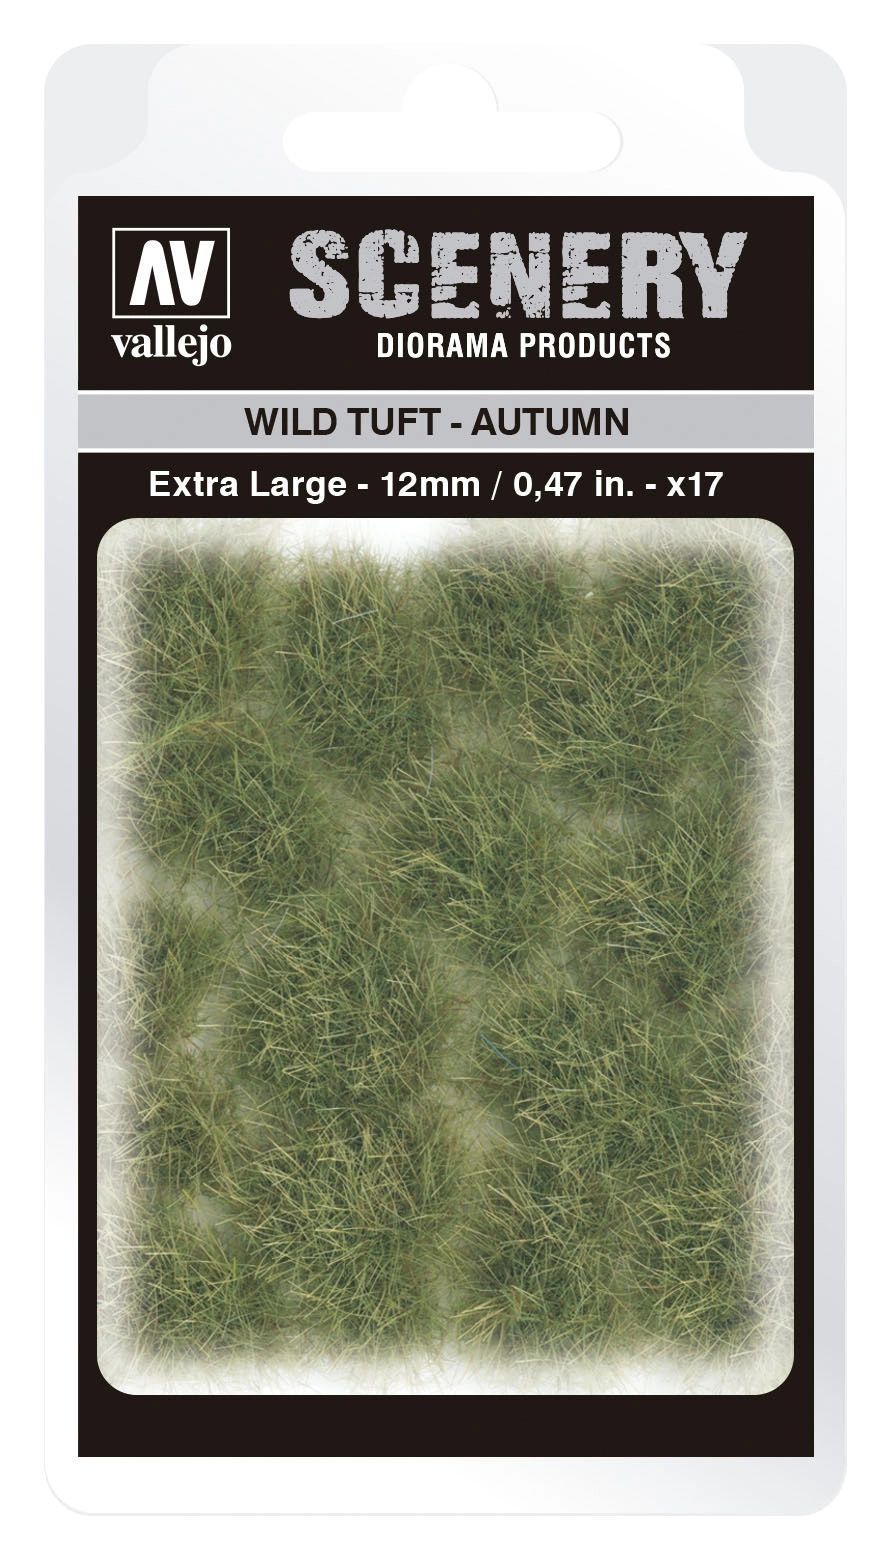 AV
vallejo
SCENERY
DIORAMA PRODUCTS
WILD TUFT - AUTUMN
Extra Large - 12mm / 0,47 in. - x17